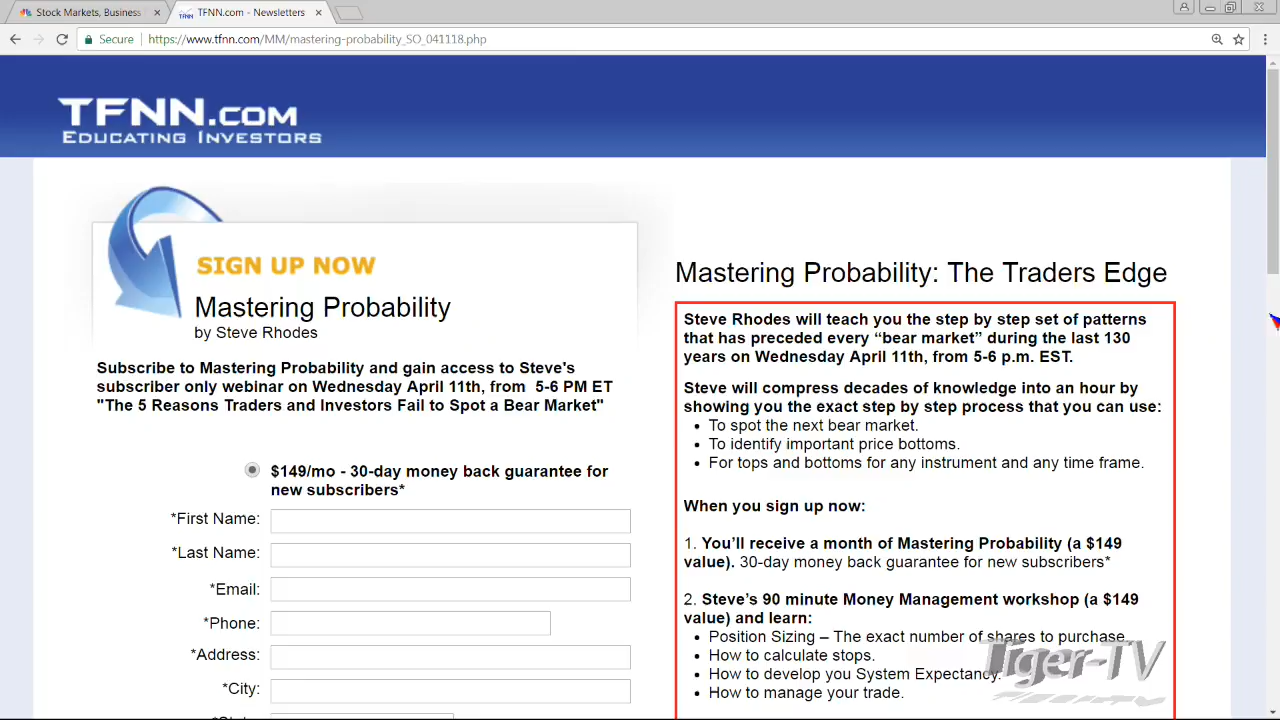 Stock Markets, Business
TFNN.com - Newsletters
Secure
https://www.tfnn.com/MM/mastering-probability_SO_041118.php
TFNN.COM
EDUCATING INVESTORS
SIGN UP NOW
Mastering Probability
by Steve Rhodes
Subscribe to Mastering Probability and gain access to Steve's
subscriber only webinar on Wednesday April 11th, from 5-6 PM ET
"The 5 Reasons Traders and Investors Fail to Spot a Bear Market"
$149/mo - 30-day money back guarantee for
new subscribers*
*First Name:
*Last Name:
*Email:
*Phone:
*Address:
*City:
Mastering Probability: The Traders Edge
Steve Rhodes will teach you the step by step set of patterns
that has preceded every “bear market” during the last 130
years on Wednesday April 11th, from 5-6 p.m. EST.
Steve will compress decades of knowledge into an hour by
showing you the exact step by step process that you can use:
• To spot the next bear market.
• To identify important price bottoms.
• For tops and bottoms for any instrument and any time frame.
When you sign up now:
1. You’ll receive a month of Mastering Probability (a $149
value). 30-day money back guarantee for new subscribers*
2. Steve’s 90 minute Money Management workshop (a $149
value) and learn:
• Position Sizing – The exact number of shares to purchase.
• How to calculate stops.
• How to develop you System Expectancy.
• How to manage your trade.
Tiger-TV